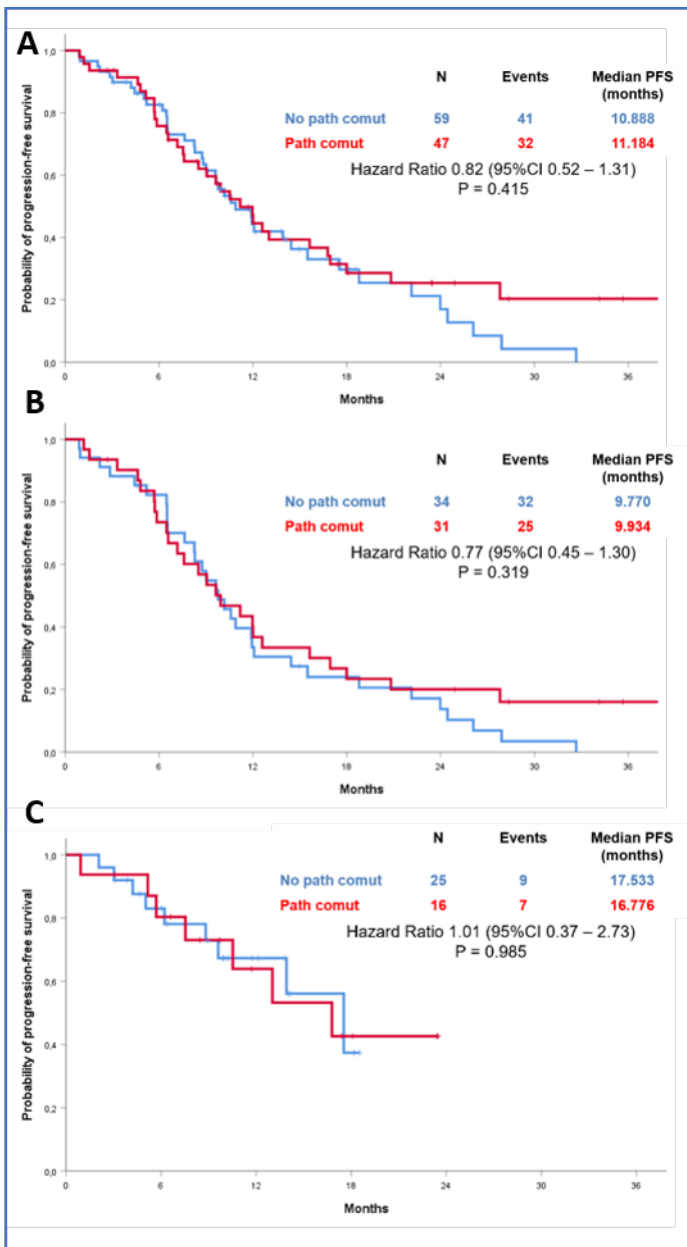 A
Probability of progression-free survival
1,0
0,8
0,6
0,4
0,2
0,0
N Events Median PFS
(months)
No path comut 59 41 10.888
Path comut 47 32 11.184
Hazard Ratio 0.82 (95%CI 0.52 – 1.31)
P = 0.415
0 6 12 18 24 30 36
Months
B
Probability of progression-free survival
1,0
0,8
0,6
0,4
0,2
0,0
N Events Median PFS
(months)
No path comut 34 32 9.770
Path comut 31 25 9.934
Hazard Ratio 0.77 (95%CI 0.45 – 1.30)
P = 0.319
0 6 12 18 24 30 36
Months
C
Probability of progression-free survival
1,0
0,8
0,6
0,4
0,2
0,0
N Events Median PFS
(months)
No path comut 25 9 17.533
Path comut 16 7 16.776
Hazard Ratio 1.01 (95%CI 0.37 – 2.73)
P = 0.985
0 6 12 18 24 30 36
Months